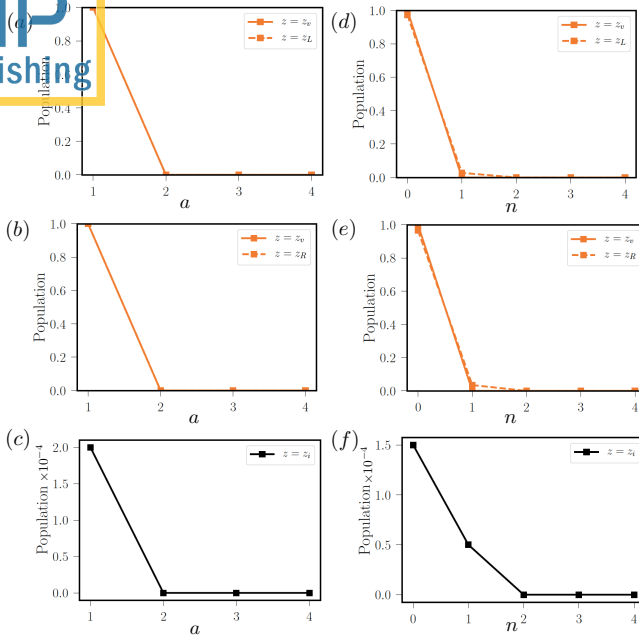 IP
ishing
(a)
1.0
0.8
0.4
0.2
0.0
Population
z = z_v
z = z_L
1 2 3 4
a
(d)
1.0
0.8
0.6
0.4
0.2
0.0
Population
z = z_v
z = z_L
0 1 2 3 4
n
(b)
1.0
0.8
0.6
0.4
0.2
0.0
Population
z = z_v
z = z_R
1 2 3 4
a
(e)
1.0
0.8
0.6
0.4
0.2
0.0
Population
z = z_v
z = z_R
0 1 2 3 4
n
(c)
2.0
1.5
1.0
0.5
0.0
Population ×10⁻⁴
z = z_i
1 2 3 4
a
(f)
1.5
1.0
0.5
0.0
Population ×10⁻⁴
z = z_i
0 1 2 3 4
n